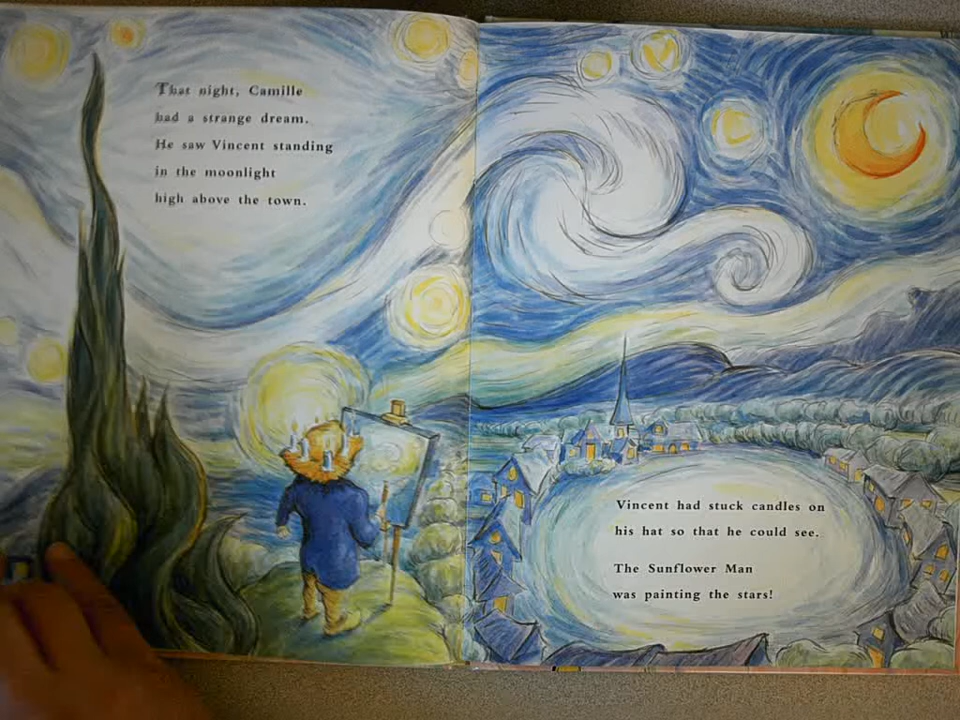 That night, Camille
had a strange dream.
He saw Vincent standing
in the moonlight
high above the town.
Vincent had stuck candles on
his hat so that he could see.
The Sunflower Man
was painting the stars!